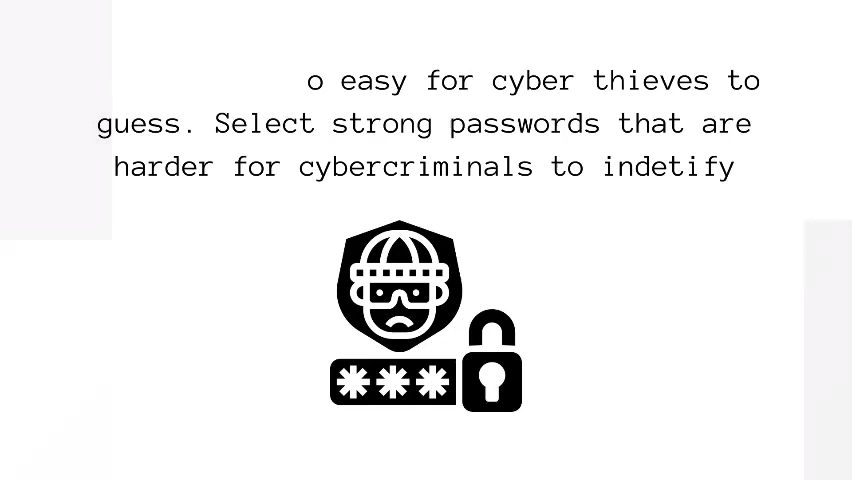 o easy for cyber thieves to
guess. Select strong passwords that are
harder for cybercriminals to indetify